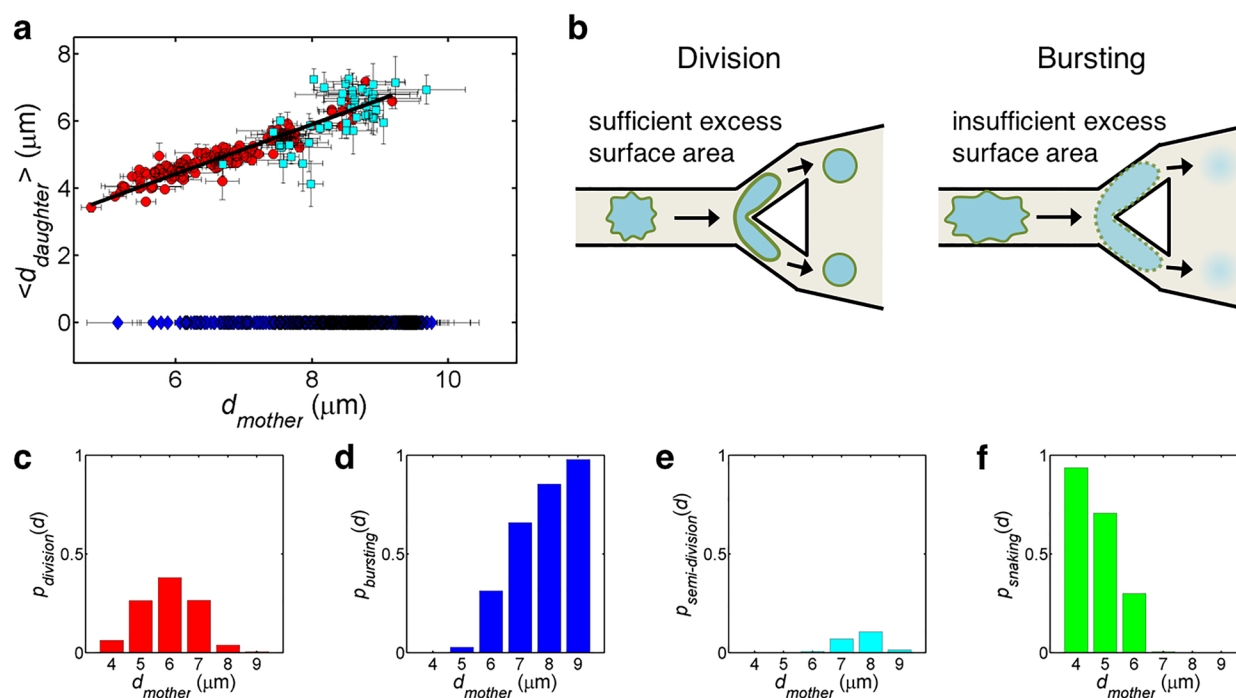 a
8
6
4
2
0
<d_daughter> (μm)
6
8
10
d_mother (μm)
b
Division
sufficient excess
surface area
Bursting
insufficient excess
surface area
c
1
0.5
0
p_division(d)
4 5 6 7 8 9
d_mother (μm)
d
1
0.5
0
p_bursting(d)
4 5 6 7 8 9
d_mother (μm)
e
1
0.5
0
p_semi-division(d)
4 5 6 7 8 9
d_mother (μm)
f
1
0.5
0
p_snaking(d)
4 5 6 7 8 9
d_mother (μm)